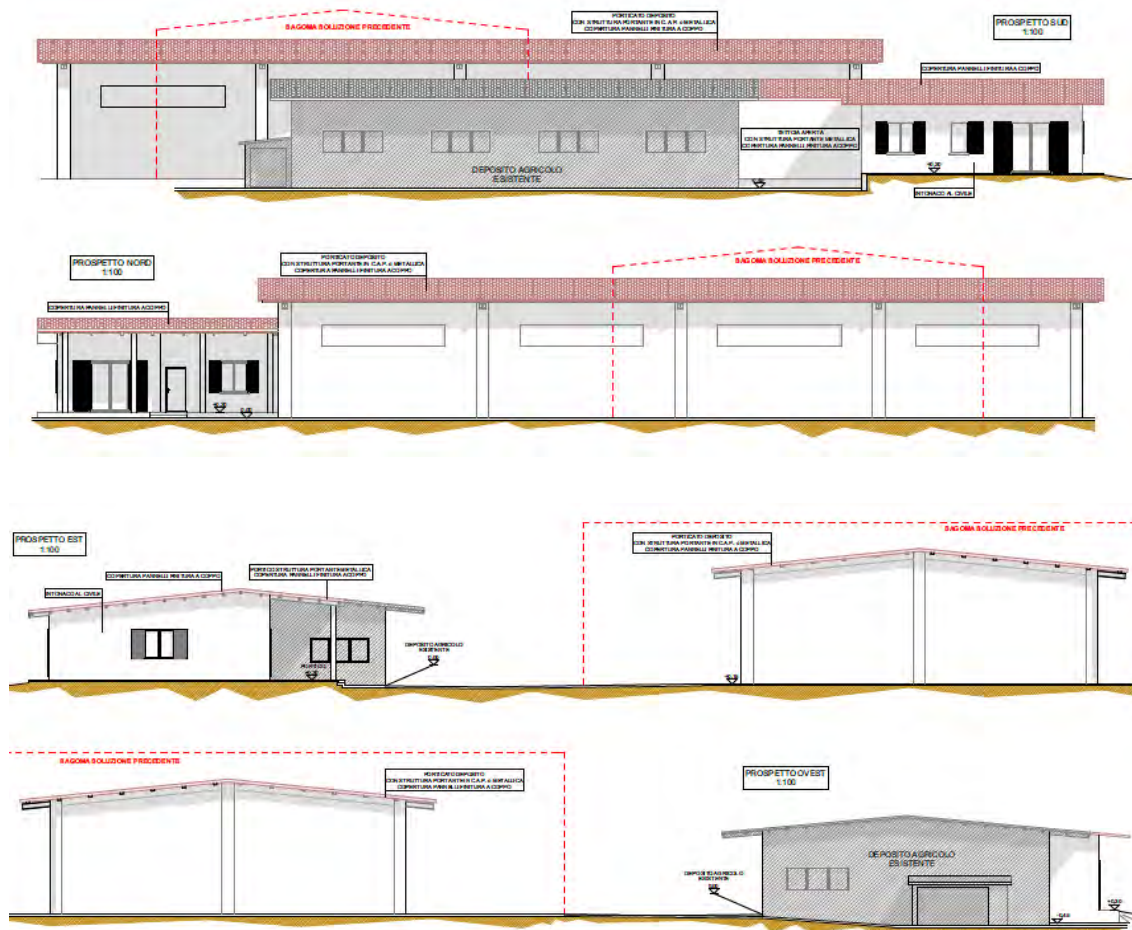 SAGOMA SOLUZIONE PRECEDENTE
PORTICATO DEPOSITO
CON STRUTTURA PORTANTE IN C.A.P. o METALLICA
COPERTURA PANNELLI FINITURA A COPPO
PROSPETTO SUD
1:100
COPERTURA PANNELLI FINITURA A COPPO
TETTOIA APERTA
CON STRUTTURA PORTANTE METALLICA
COPERTURA PANNELLI FINITURA A COPPO
DEPOSITO AGRICOLO
ESISTENTE
INTONACO AL CIVILE
PROSPETTO NORD
1:100
PORTICATO DEPOSITO
CON STRUTTURA PORTANTE IN C.A.P. o METALLICA
COPERTURA PANNELLI FINITURA A COPPO
SAGOMA SOLUZIONE PRECEDENTE
COPERTURA PANNELLI FINITURA A COPPO
PROSPETTO EST
1:100
SAGOMA SOLUZIONE PRECEDENTE
PORTICATO DEPOSITO
CON STRUTTURA PORTANTE IN C.A.P. o METALLICA
COPERTURA PANNELLI FINITURA A COPPO
COPERTURA PANNELLI FINITURA A COPPO
PORTICO STRUTTURA PORTANTE METALLICA
COPERTURA PANNELLI FINITURA A COPPO
INTONACO AL CIVILE
DEPOSITO AGRICOLO
ESISTENTE
SAGOMA SOLUZIONE PRECEDENTE
PORTICATO DEPOSITO
CON STRUTTURA PORTANTE IN C.A.P. o METALLICA
COPERTURA PANNELLI FINITURA A COPPO
PROSPETTO OVEST
1:100
DEPOSITO AGRICOLO
ESISTENTE
DEPOSITO AGRICOLO
ESISTENTE